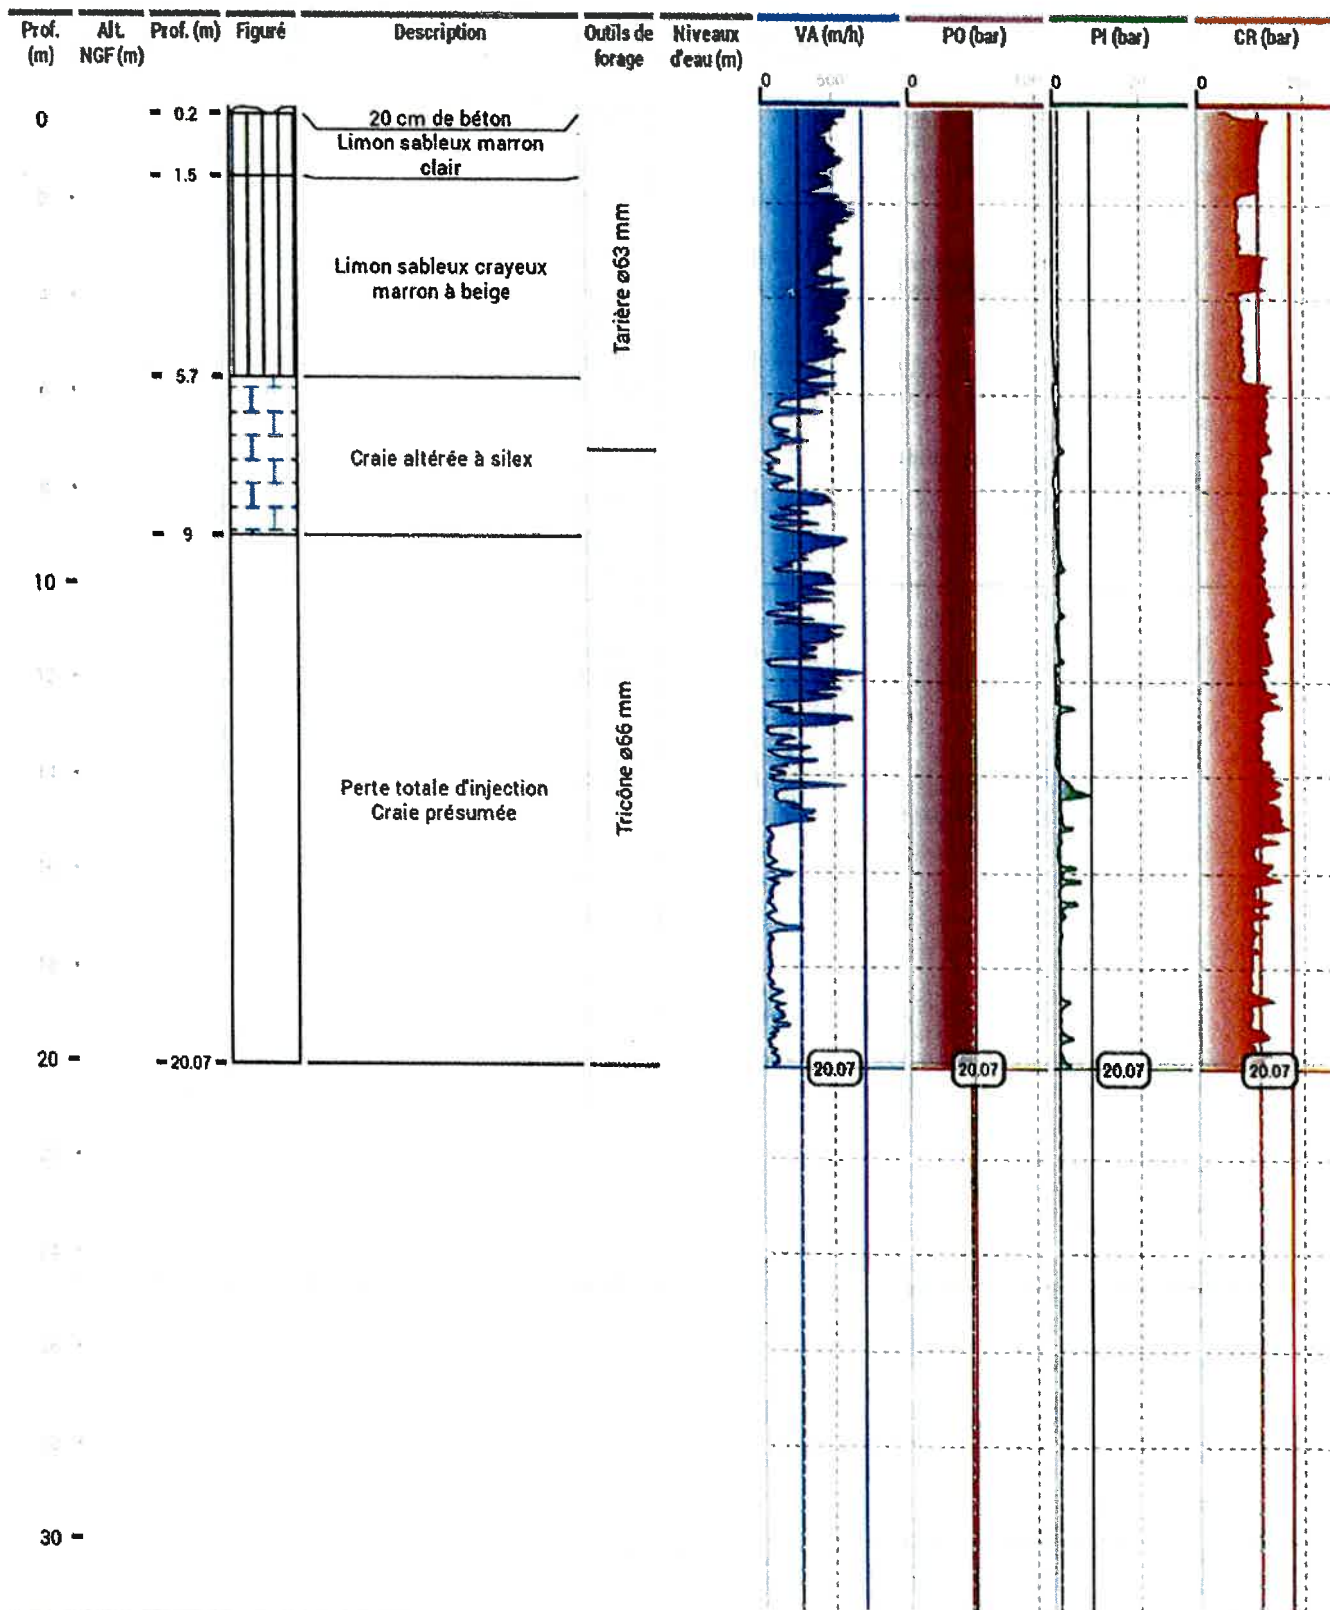 Prof. (m)
Alt. NGF (m)
Prof. (m)
Figuré
Description
Outils de forage
Niveaux d'eau (m)
VA (m/h)
PO (bar)
PI (bar)
CR (bar)
0 500
0 100
0 20
0
0
0.2
20 cm de béton
Limon sableux marron
clair
1.5
Limon sableux crayeux
marron à beige
Tarière ø63 mm
5.7
Craie altérée à silex
9
10
Perte totale d'injection
Craie présumée
Tricône ø66 mm
20
20.07
20.07
20.07
20.07
20.07
30